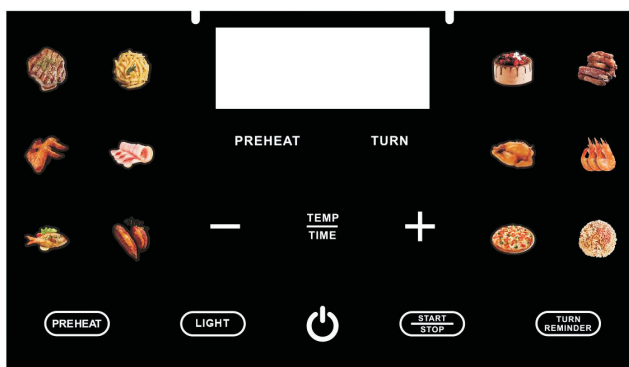 PREHEAT TURN
TEMP
TIME
PREHEAT
LIGHT
START
STOP
TURN
REMINDER